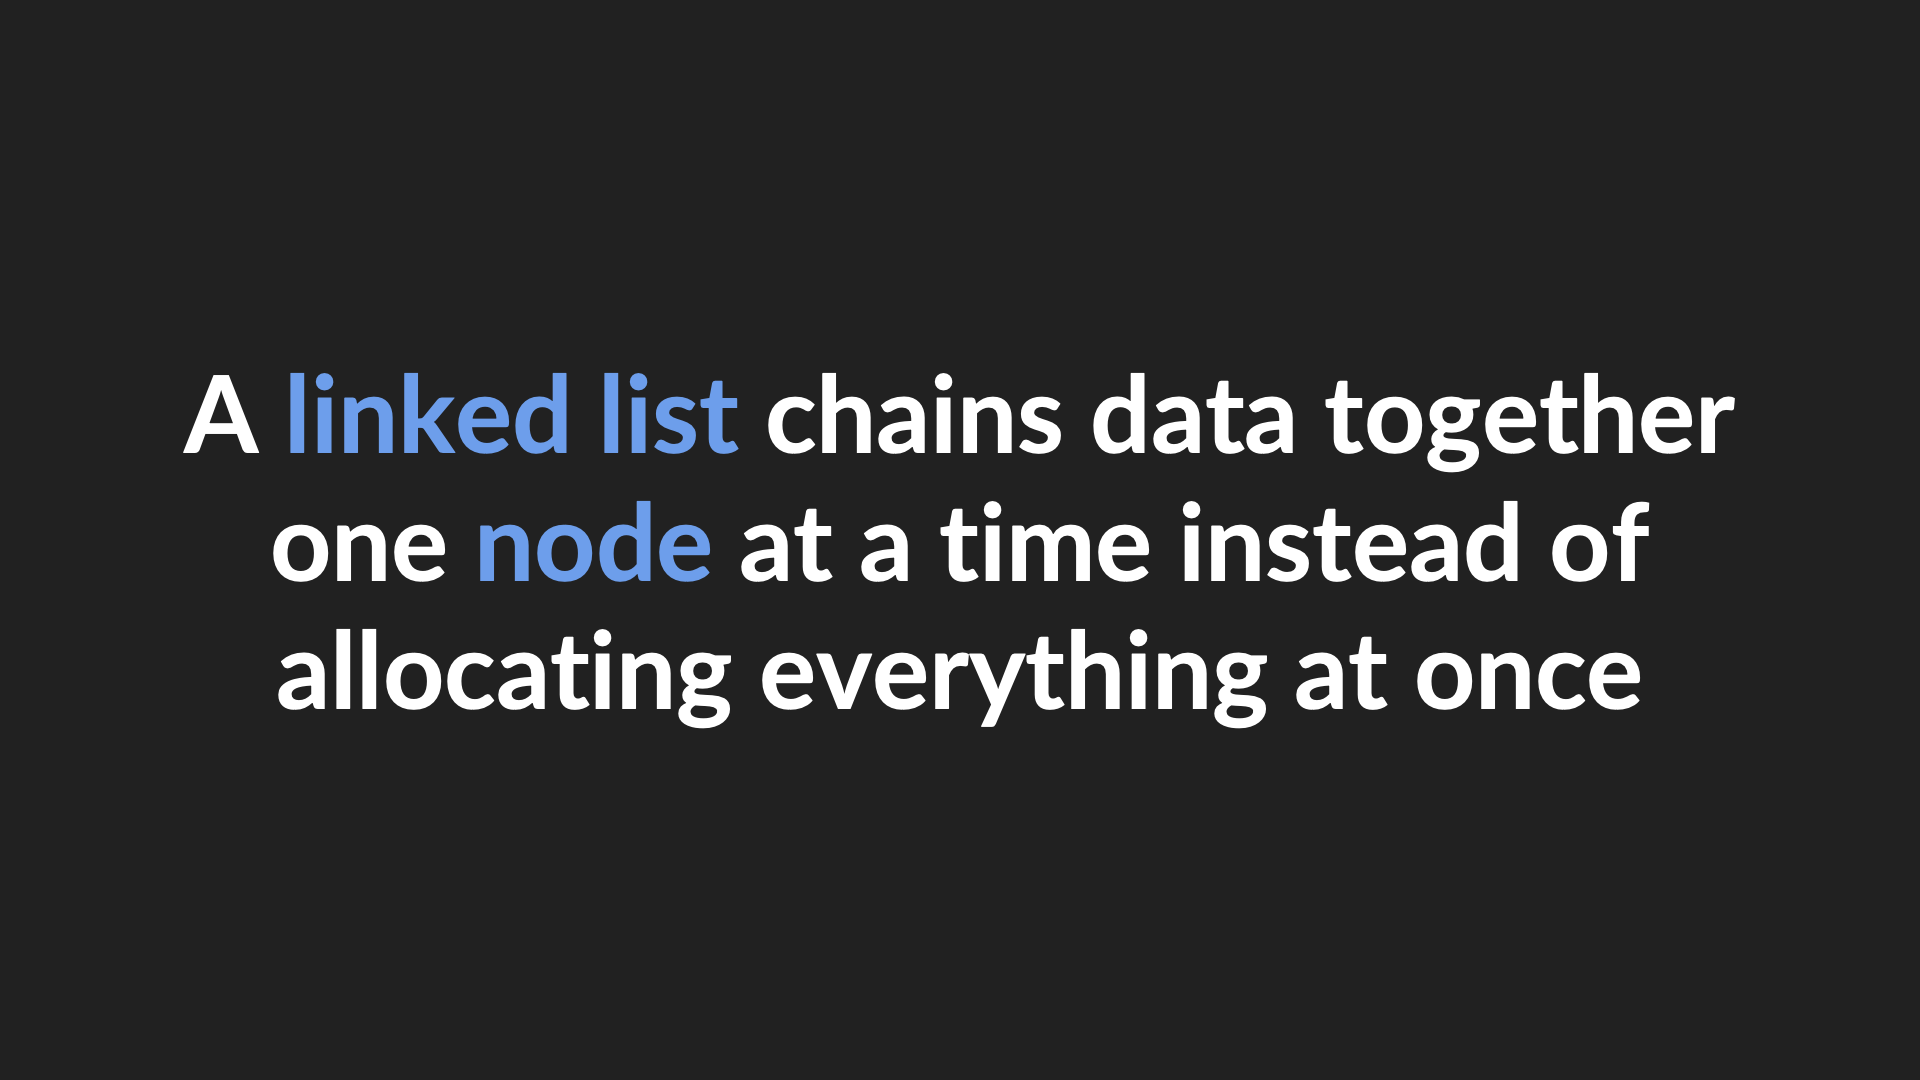 A linked list chains data together
one node at a time instead of
allocating everything at once